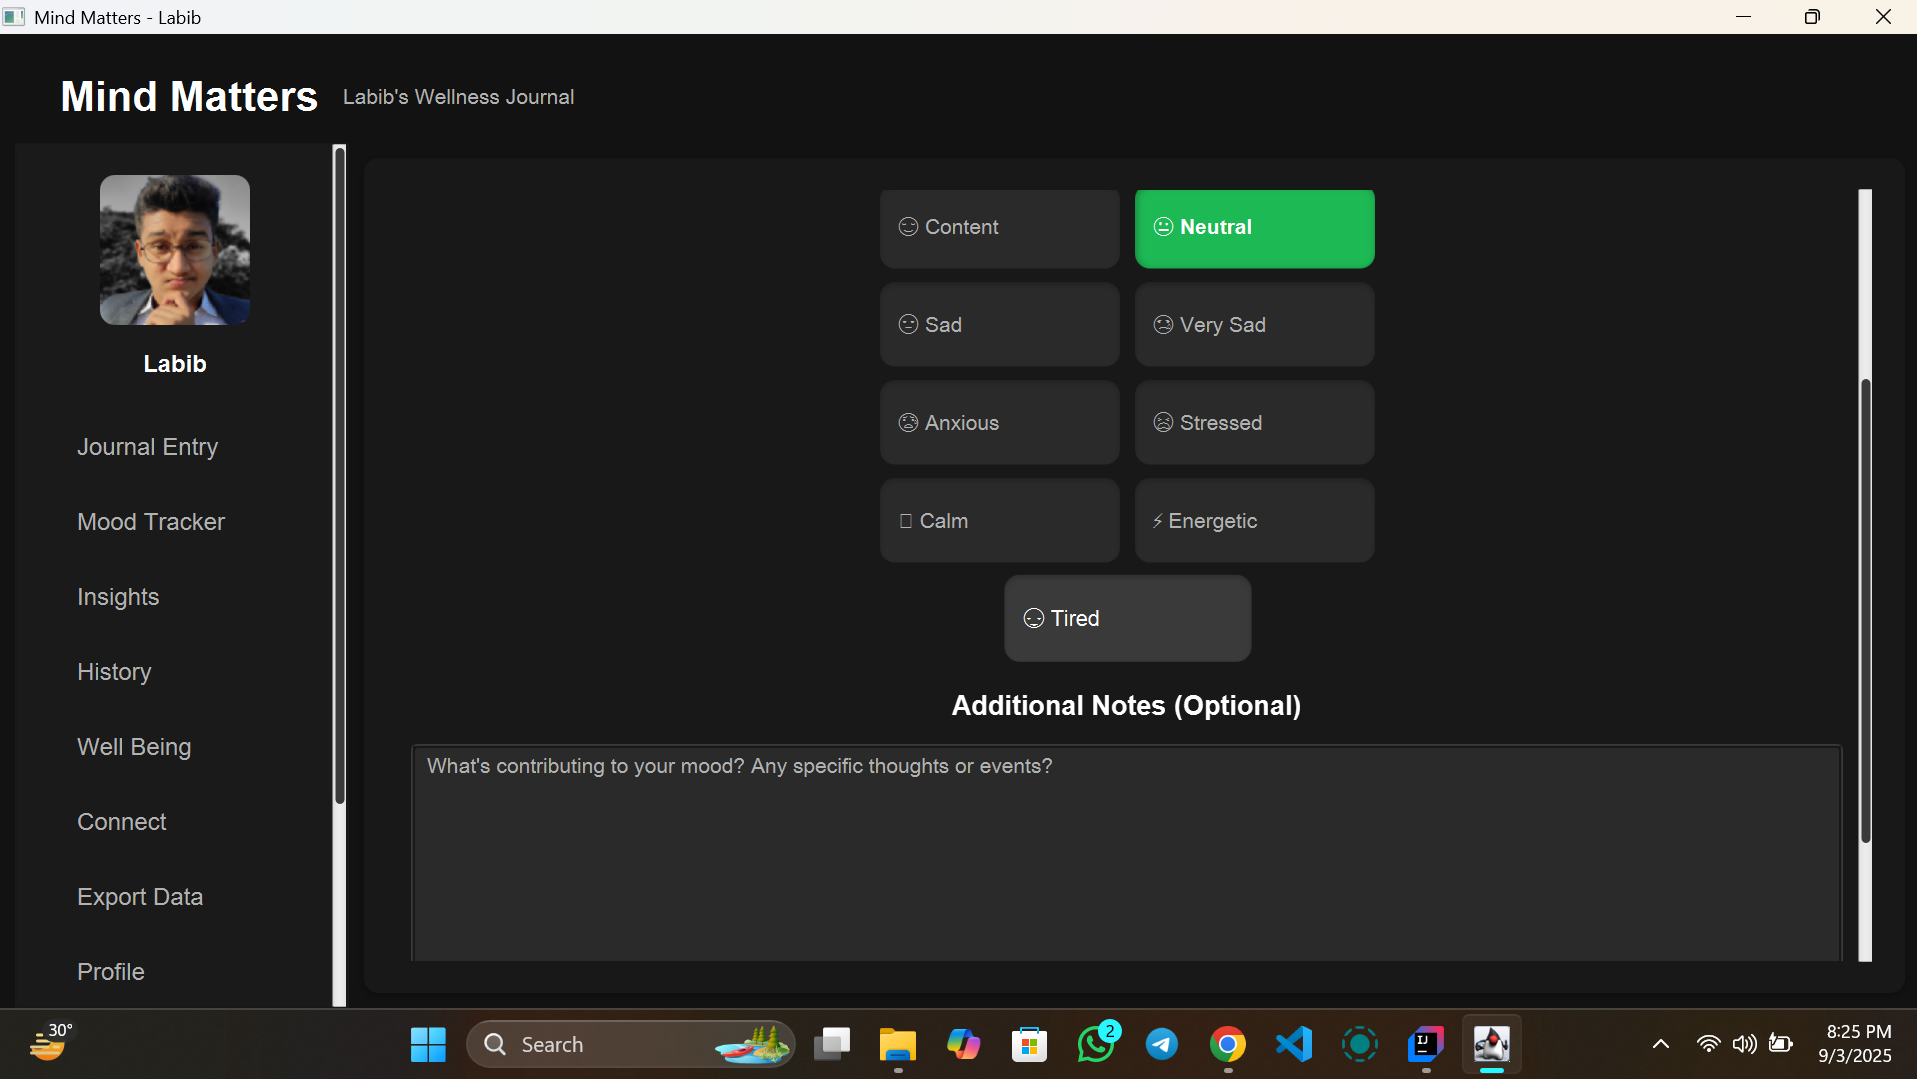 Mind Matters - Labib
Mind Matters
Labib's Wellness Journal
Labib
Journal Entry
Mood Tracker
Insights
History
Well Being
Connect
Export Data
Profile
😌 Content
😐 Neutral
😔 Sad
😢 Very Sad
😰 Anxious
😣 Stressed
Calm
⚡ Energetic
😴 Tired
Additional Notes (Optional)
What's contributing to your mood? Any specific thoughts or events?
30°
Search
2
IJ
8:25 PM
9/3/2025